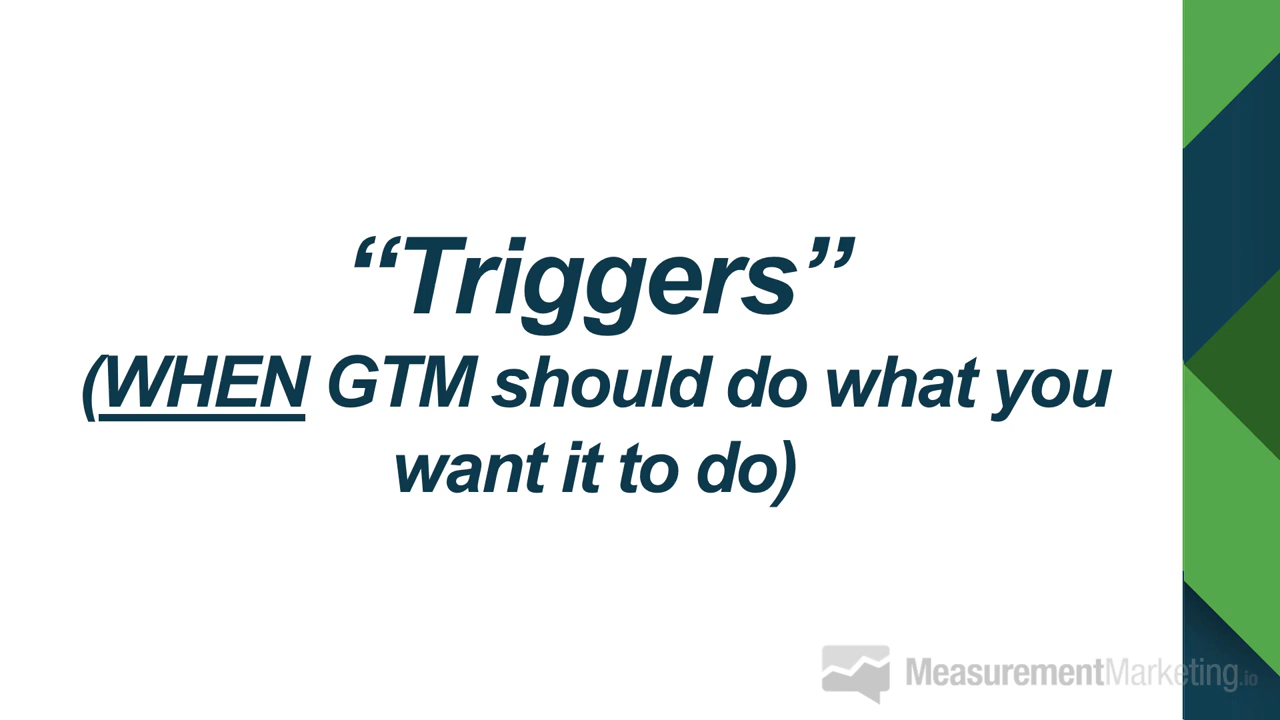 “Triggers”
(WHEN GTM should do what you
want it to do)
MeasurementMarketing.io